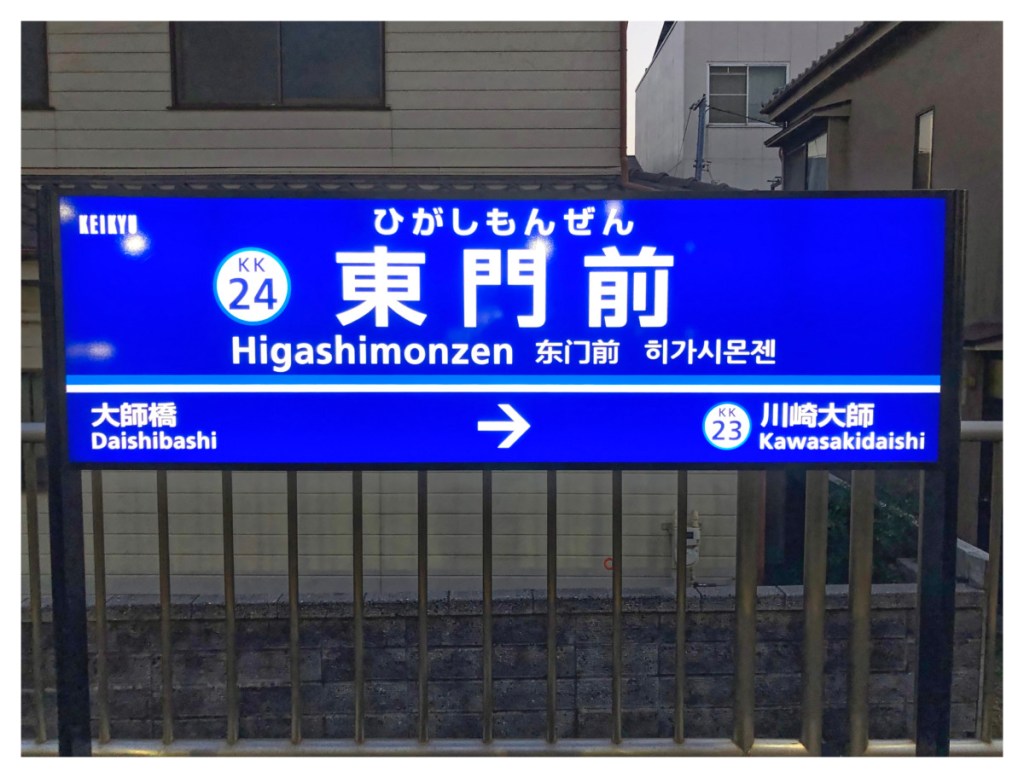 KEIKYU
ひがしもんぜん
KK
24
東門前
Higashimonzen 东门前 히가시몬젠
大師橋
Daishibashi
→
KK
23
川崎大師
Kawasakidaishi